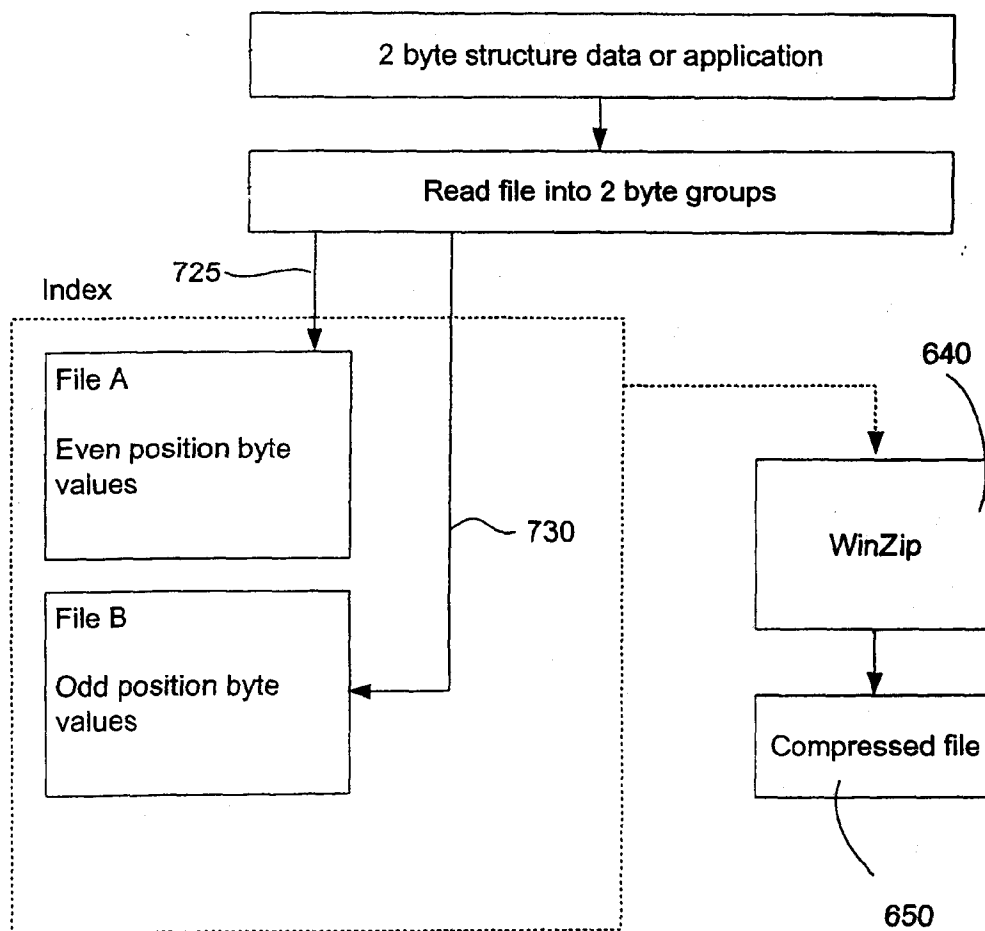 2 byte structure data or application
Read file into 2 byte groups
725
Index
File A
Even position byte
values
640
730
WinZip
File B
Odd position byte
values
Compressed file
650